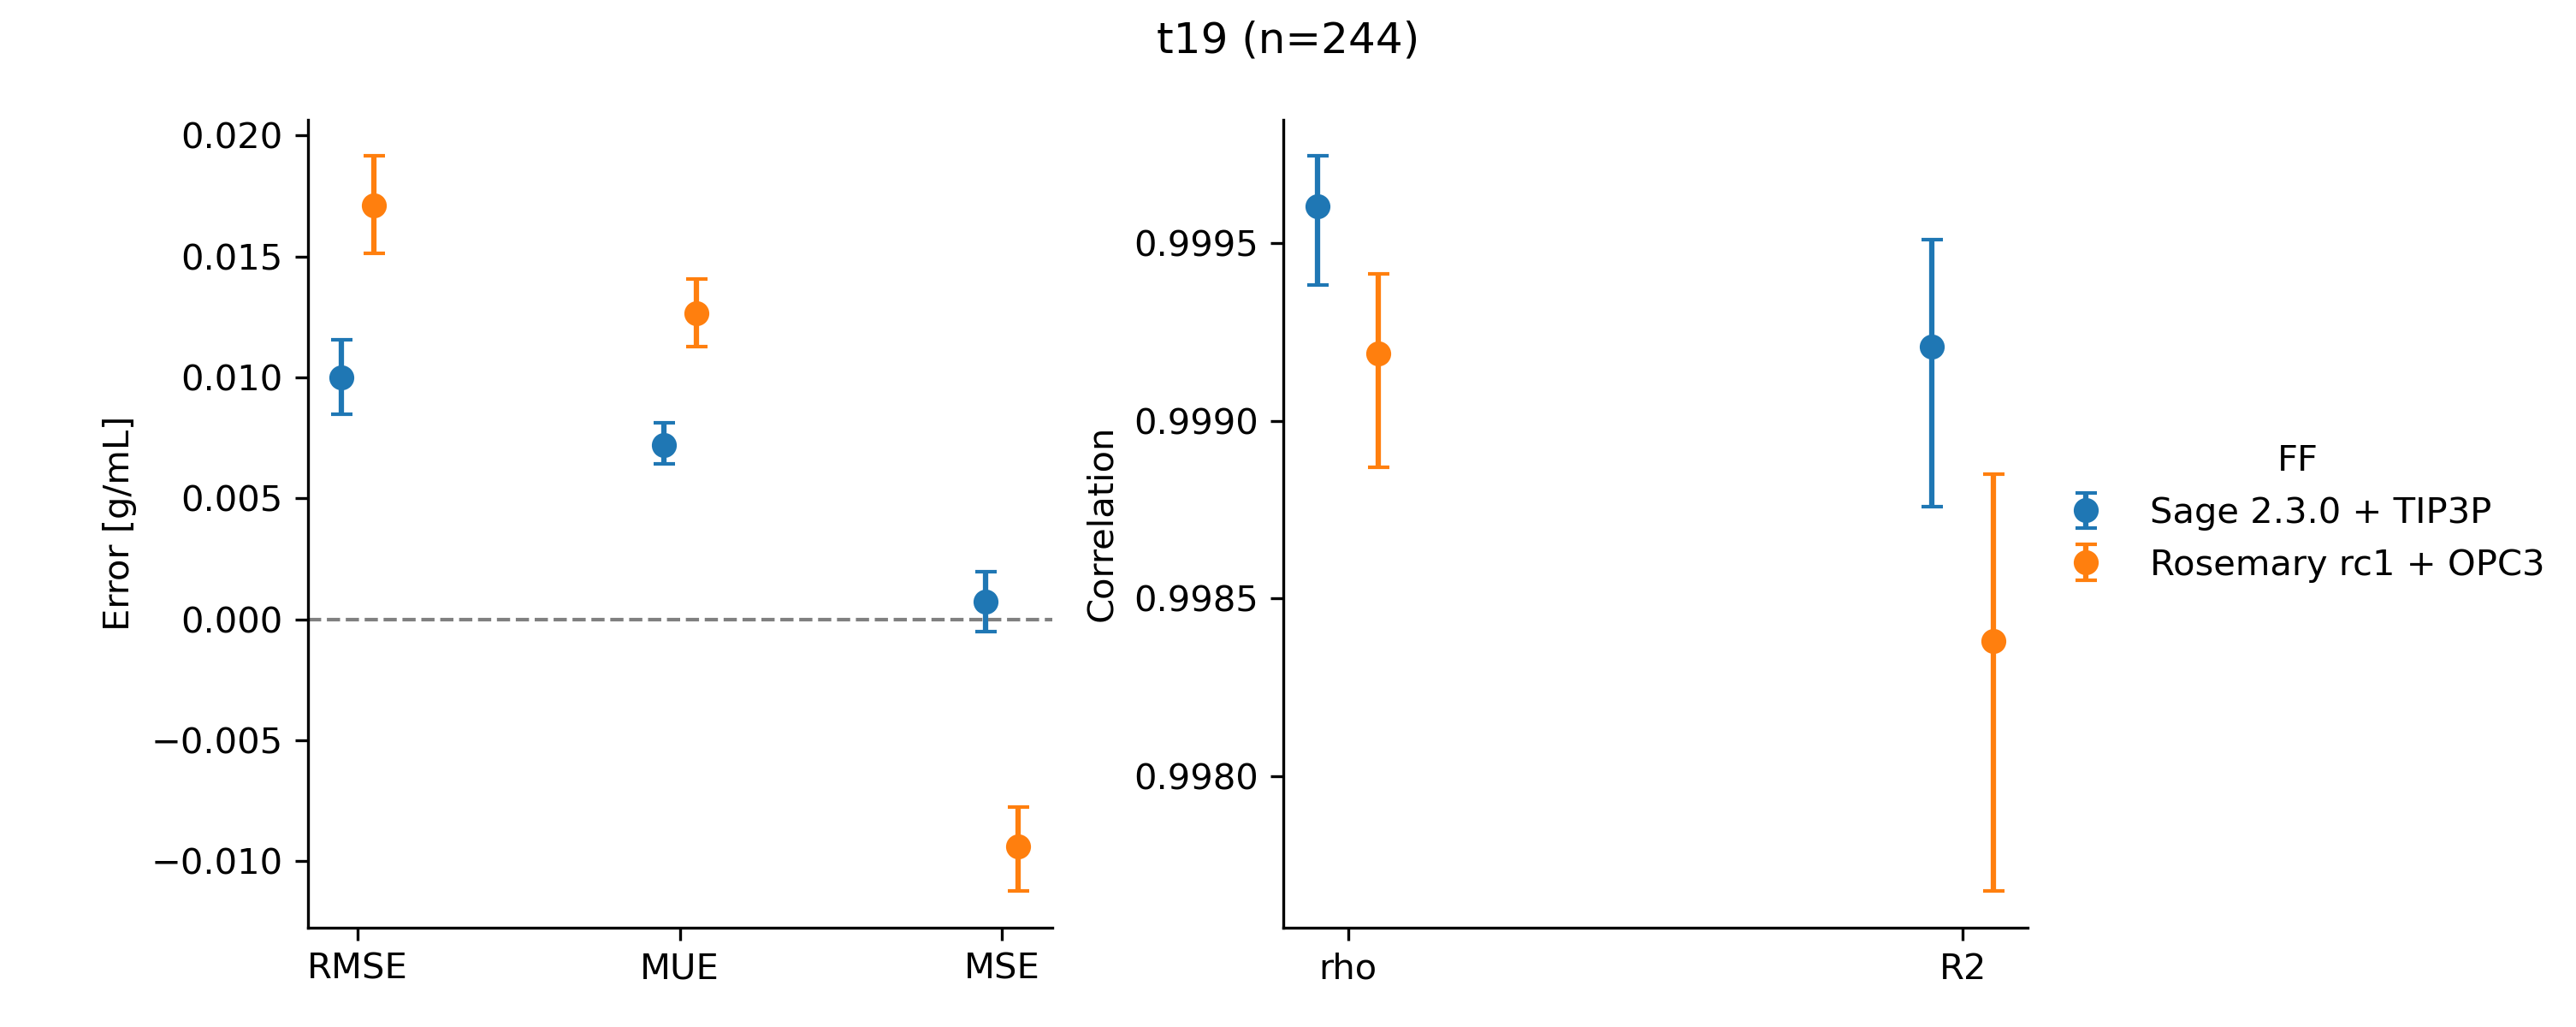 t19 (n=244)
Error [g/mL]
0.020
0.015
0.010
0.005
0.000
−0.005
−0.010
RMSE
MUE
MSE
Correlation
0.9995
0.9990
0.9985
0.9980
rho
R2
FF
Sage 2.3.0 + TIP3P
Rosemary rc1 + OPC3